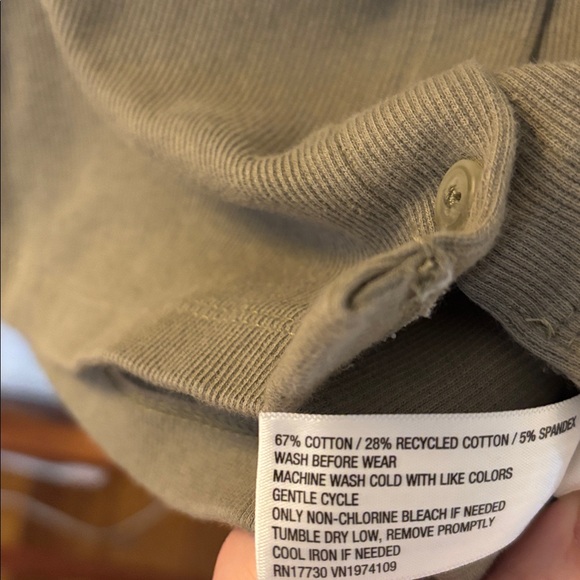 67% COTTON / 28% RECYCLED COTTON / 5% SPANDEX
WASH BEFORE WEAR
MACHINE WASH COLD WITH LIKE COLORS
GENTLE CYCLE
ONLY NON-CHLORINE BLEACH IF NEEDED
TUMBLE DRY LOW, REMOVE PROMPTLY
COOL IRON IF NEEDED
RN17730 VN1974109